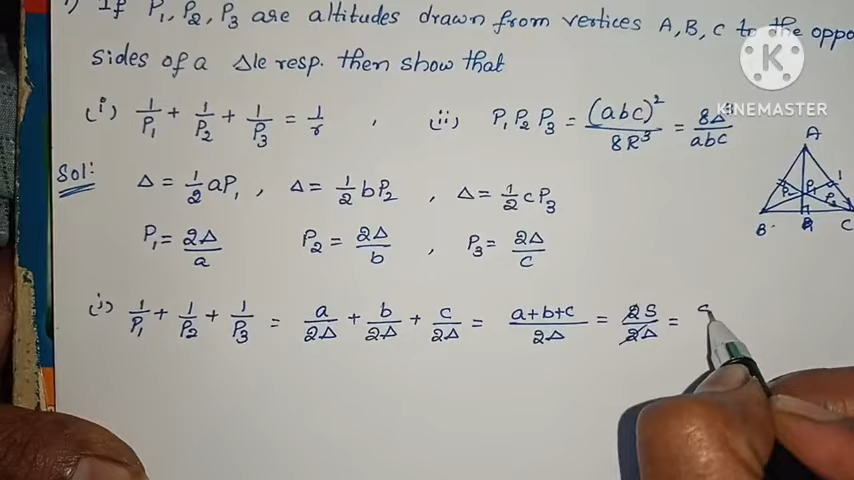 If P₁, P₂, P₃ are altitudes drawn from vertices A, B, C to the
K
KINEMASTER
sides of a Δle resp. then show that
(i) 1/P₁ + 1/P₂ + 1/P₃ = 1/r , (ii) P₁ P₂ P₃ = (abc)²/8R³ = 8Δ³/abc
A
Sol:
Δ = 1/2 aP₁ , Δ = 1/2 bP₂ , Δ = 1/2 cP₃
B C
P₁ = 2Δ/a P₂ = 2Δ/b , P₃ = 2Δ/c
(i) 1/P₁ + 1/P₂ + 1/P₃ = a/2Δ + b/2Δ + c/2Δ = a+b+c/2Δ = 2S/2Δ =